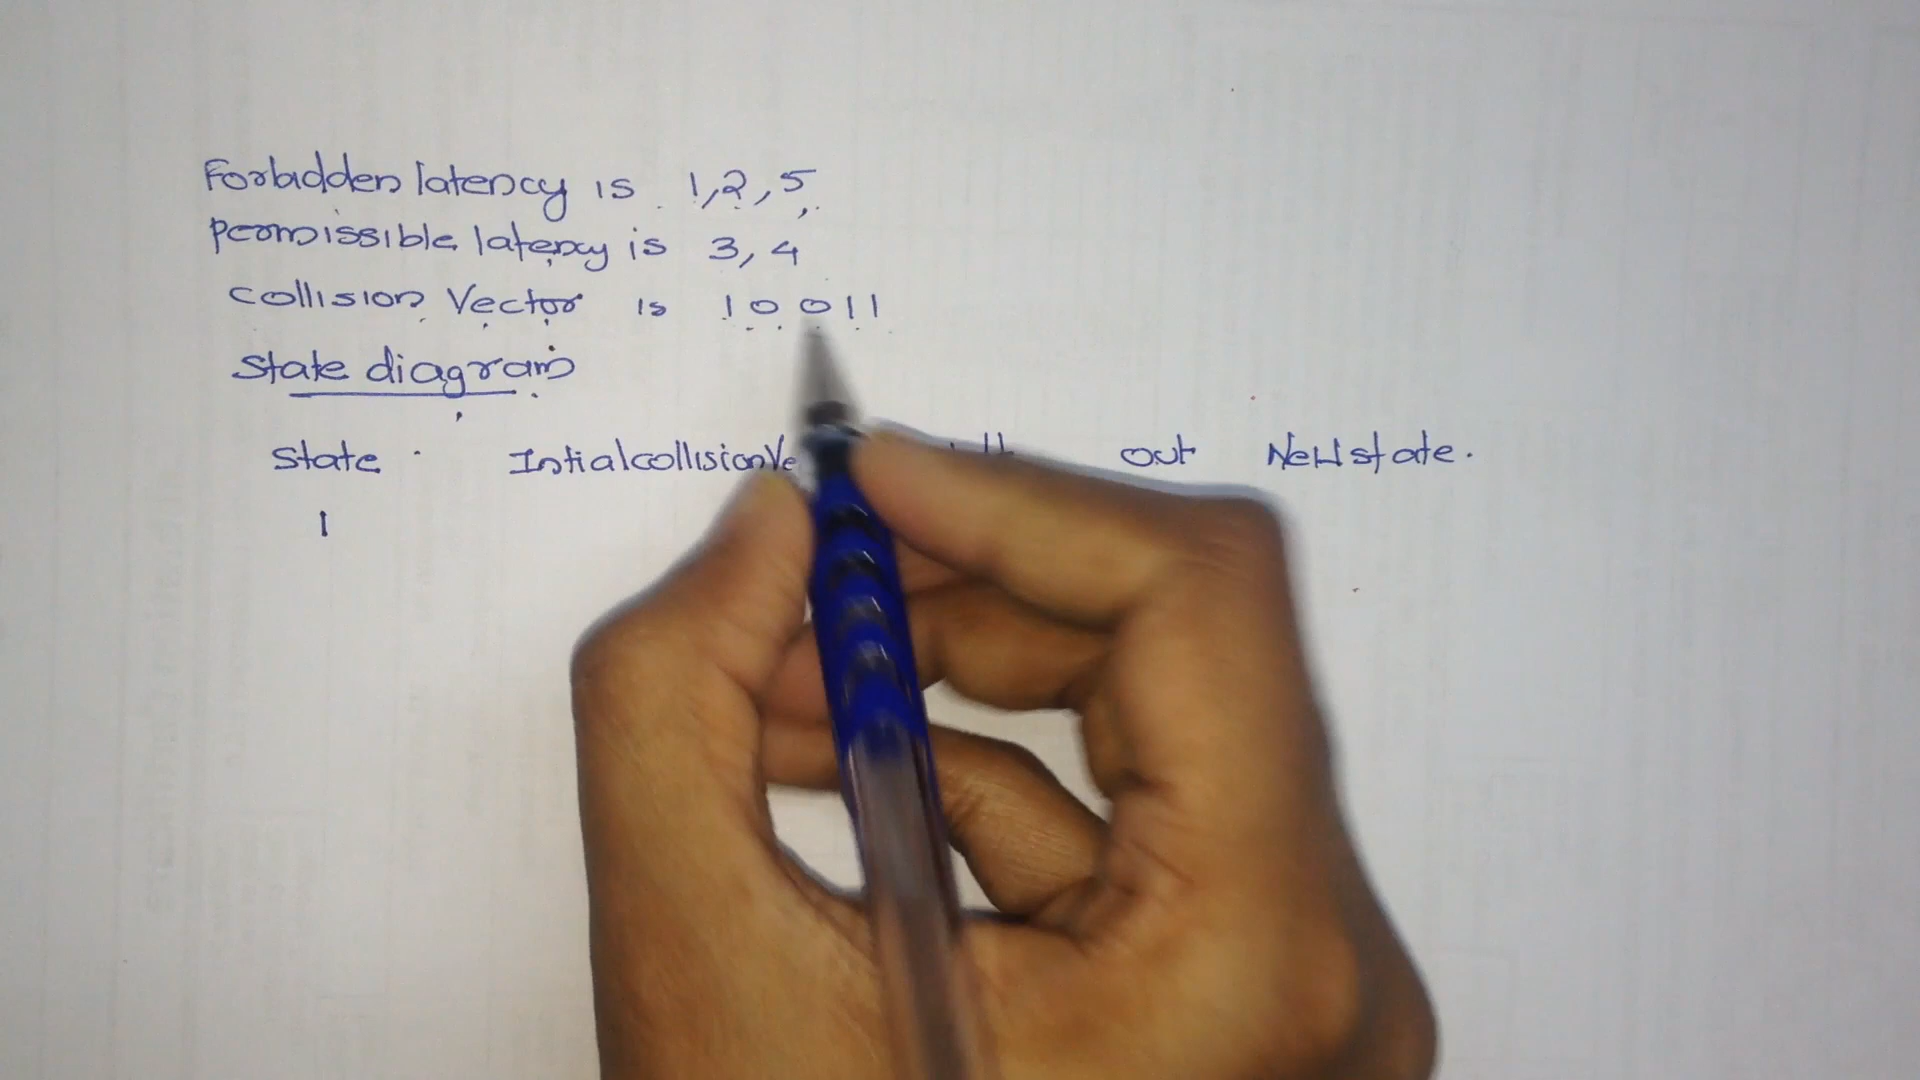 Forbidden latency is 1,2,5
permissible latency is 3,4
collision Vector is 10011
State diagram
State out Newstate.
1